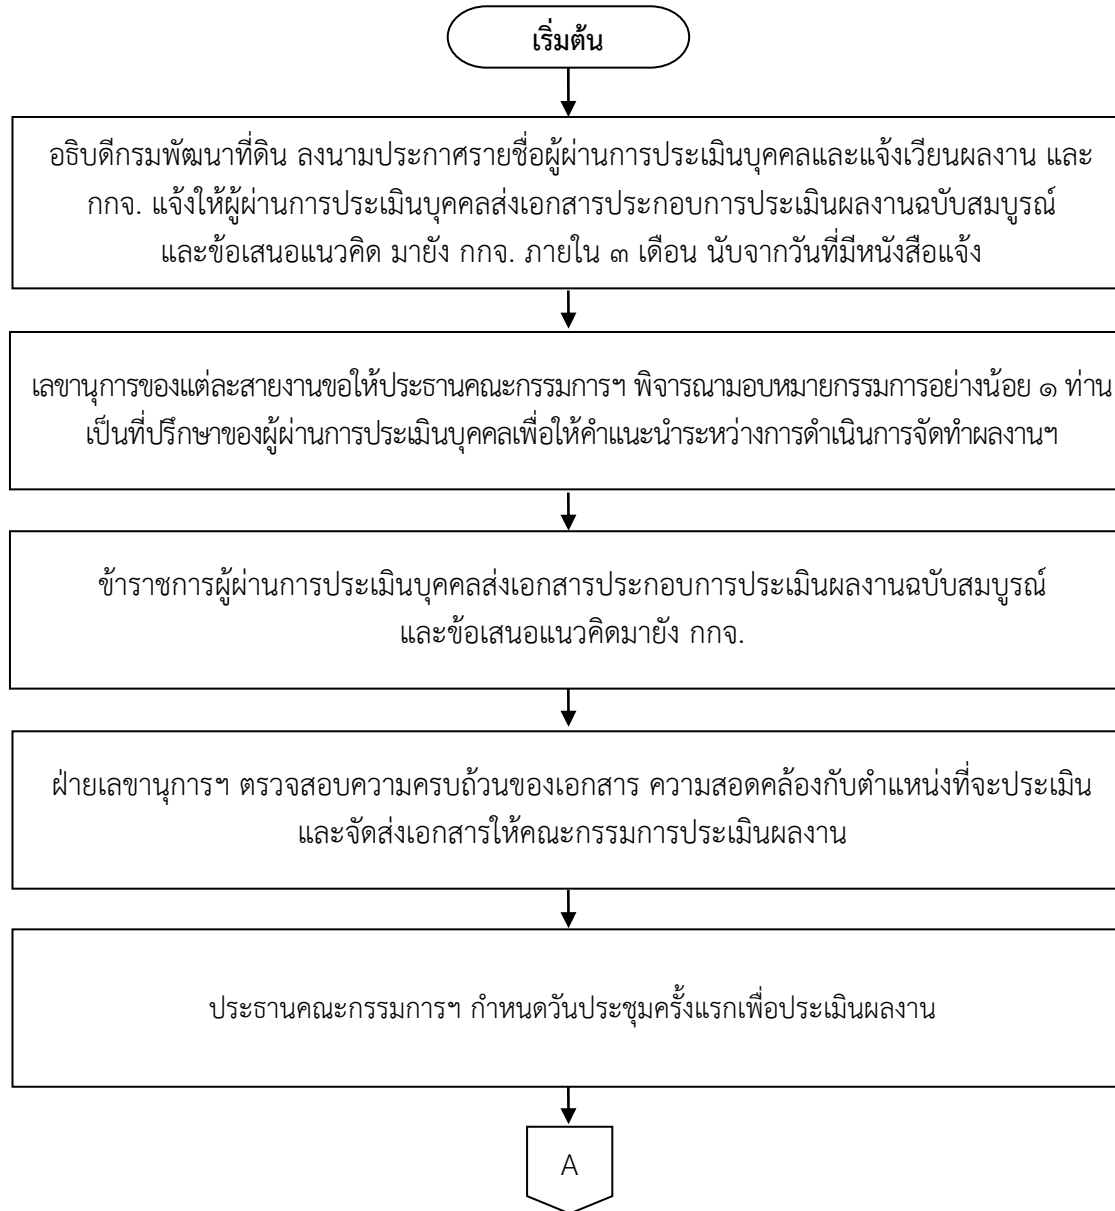 เริ่มต้น
อธิบดีกรมพัฒนาที่ดิน ลงนามประกาศรายชื่อผู้ผ่านการประเมินบุคคลและแจ้งเวียนผลงาน และ
กกจ. แจ้งให้ผู้ผ่านการประเมินบุคคลส่งเอกสารประกอบการประเมินผลงานฉบับสมบูรณ์
และข้อเสนอแนวคิด มายัง กกจ. ภายใน ๓ เดือน นับจากวันที่มีหนังสือแจ้ง
เลขานุการของแต่ละสายงานขอให้ประธานคณะกรรมการฯ พิจารณามอบหมายกรรมการอย่างน้อย ๑ ท่าน
เป็นที่ปรึกษาของผู้ผ่านการประเมินบุคคลเพื่อให้คำแนะนำระหว่างการดำเนินการจัดทำผลงานฯ
ข้าราชการผู้ผ่านการประเมินบุคคลส่งเอกสารประกอบการประเมินผลงานฉบับสมบูรณ์
และข้อเสนอแนวคิดมายัง กกจ.
ฝ่ายเลขานุการฯ ตรวจสอบความครบถ้วนของเอกสาร ความสอดคล้องกับตำแหน่งที่จะประเมิน
และจัดส่งเอกสารให้คณะกรรมการประเมินผลงาน
ประธานคณะกรรมการฯ กำหนดวันประชุมครั้งแรกเพื่อประเมินผลงาน
A